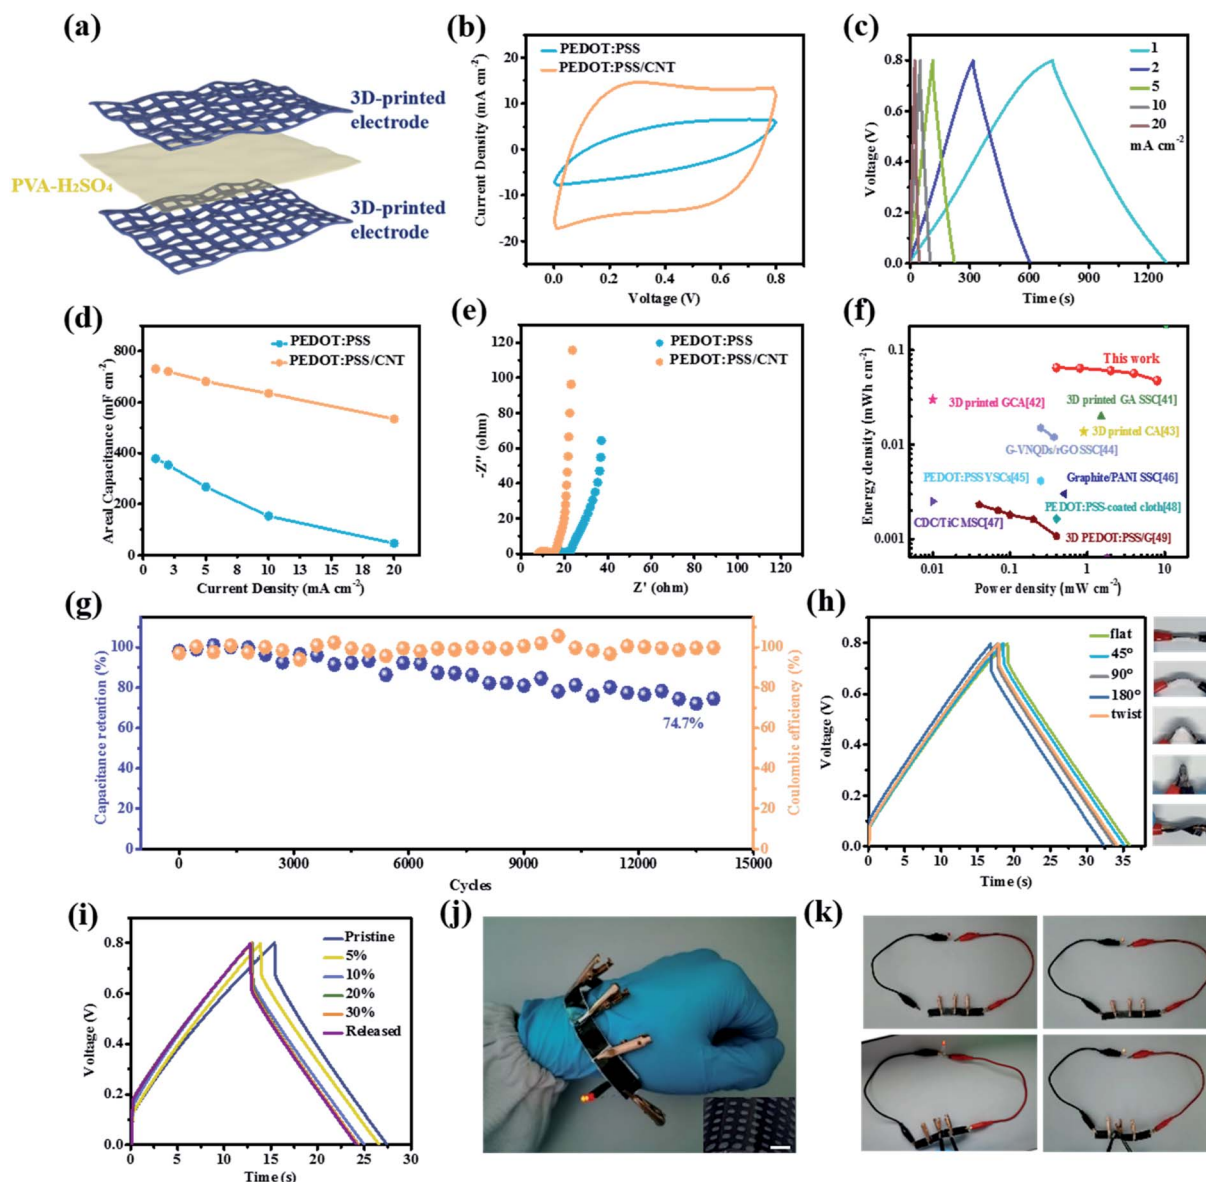 (a)
3D-printed
electrode
PVA-H₂SO₄
3D-printed
electrode
(b)
PEDOT:PSS
PEDOT:PSS/CNT
Current Density (mA cm⁻²)
20
10
0
-10
-20
0.0 0.2 0.4 0.6 0.8
Voltage (V)
(c)
1
2
5
10
20
mA cm⁻²
Voltage (V)
0.8
0.6
0.4
0.2
0.0
0 300 600 900 1200
Time (s)
(d)
PEDOT:PSS
PEDOT:PSS/CNT
Areal Capacitance (mF cm⁻²)
800
600
400
200
0
0 3 5 8 10 13 15 18 20
Current Density (mA cm⁻²)
(e)
PEDOT:PSS
PEDOT:PSS/CNT
-Z'' (ohm)
120
100
80
60
40
20
0
0 20 40 60 80 100 120
Z' (ohm)
(f)
Energy density (mWh cm⁻²)
0.1
0.01
0.001
This work
3D printed GCA[42]
3D printed GA SSC[41]
3D printed CA[43]
G-VNQDs/rGO SSC[44]
PEDOT:PSS YSCs[45]
Graphite/PANI SSC[46]
CDC/TiC MSC[47]
PEDOT:PSS-coated cloth[48]
3D PEDOT:PSS/G[49]
0.01 0.1 1 10
Power density (mW cm⁻²)
(g)
Capacitance retention (%)
100
80
60
40
20
0
74.7%
Coulombic efficiency (%)
100
80
60
40
20
0
0 3000 6000 9000 12000 15000
Cycles
(h)
flat
45°
90°
180°
twist
Voltage (V)
0.8
0.4
0.2
0.0
0 5 10 15 20 25 30 35
Time (s)
(i)
Pristine
5%
10%
20%
30%
Released
Voltage (V)
0.8
0.6
0.4
0.2
0.0
0 5 10 15 20 25 30
Time (s)
(j)
(k)